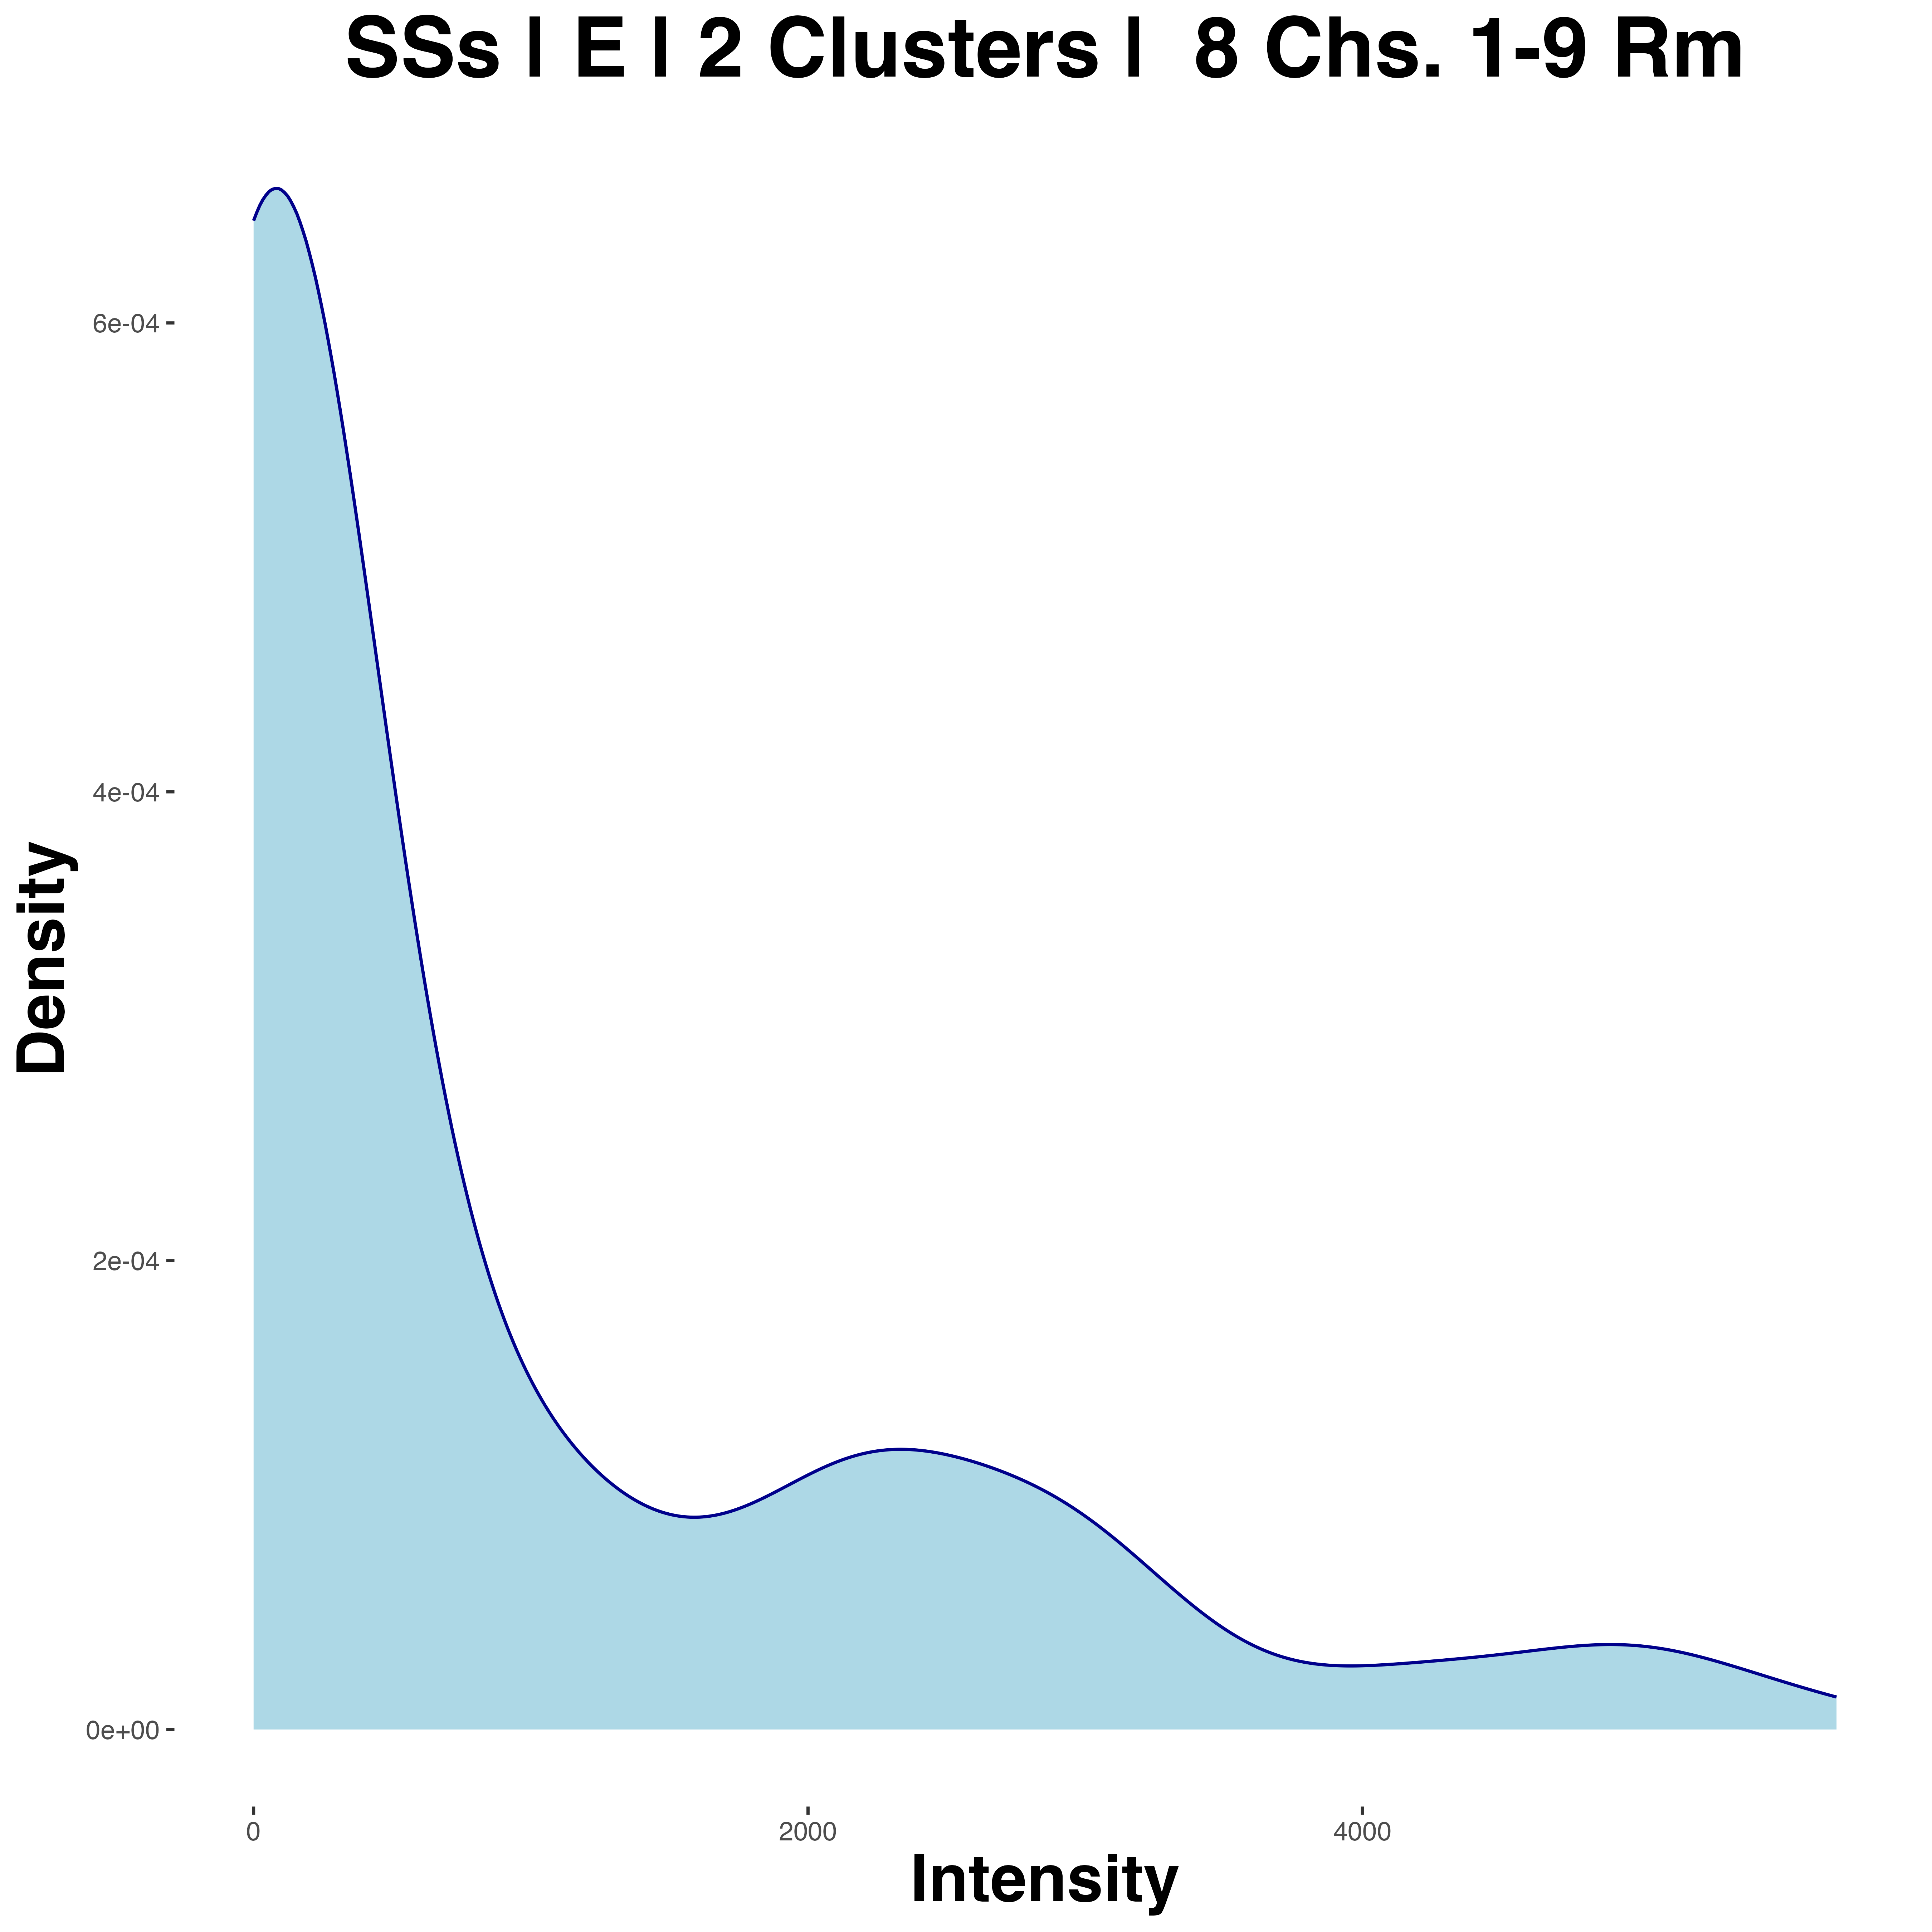 SSs | E | 2 Clusters |  8 Chs. 1-9 Rm
6e-04
4e-04
2e-04
0e+00
Density
0
2000
4000
Intensity